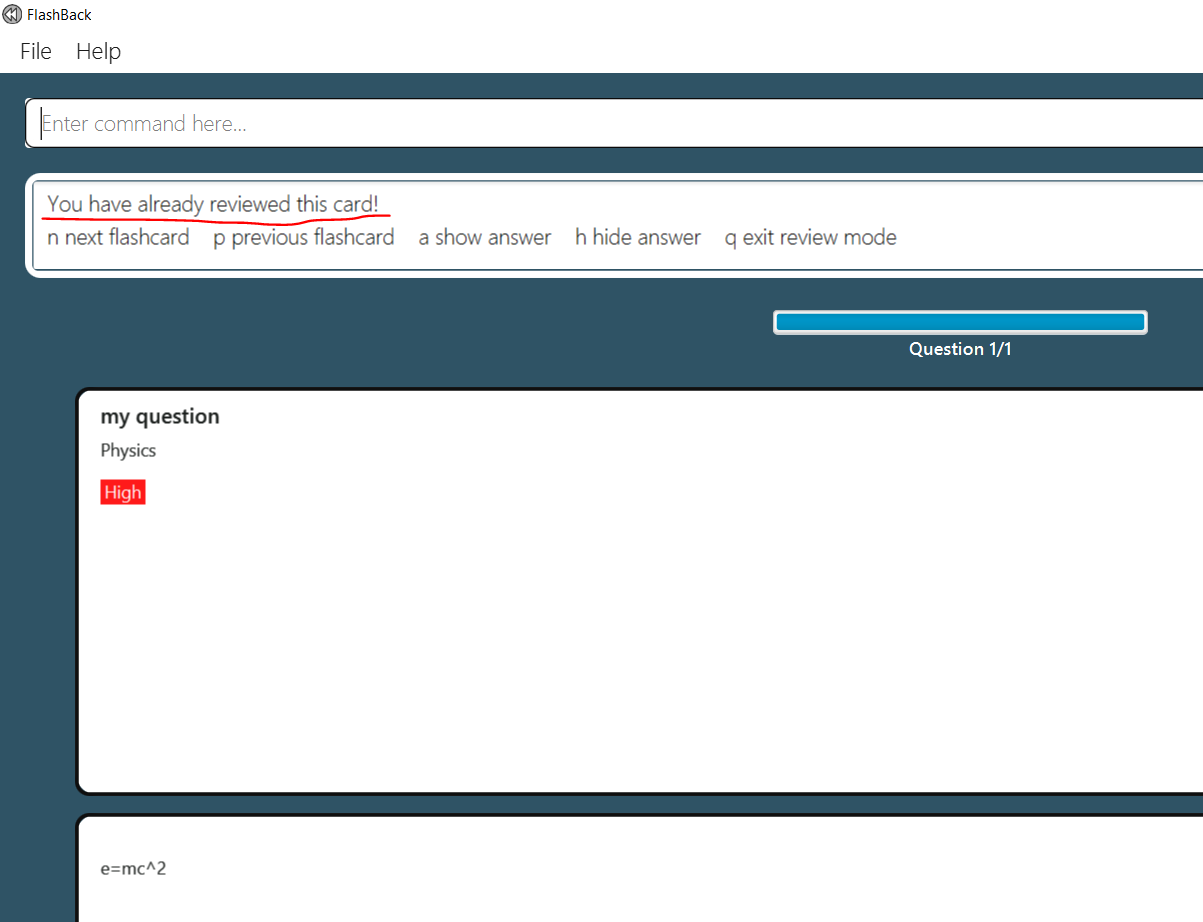 FlashBack
File Help
Enter command here...
You have already reviewed this card!
n next flashcard p previous flashcard a show answer h hide answer q exit review mode
Question 1/1
my question
Physics
High
e=mc^2